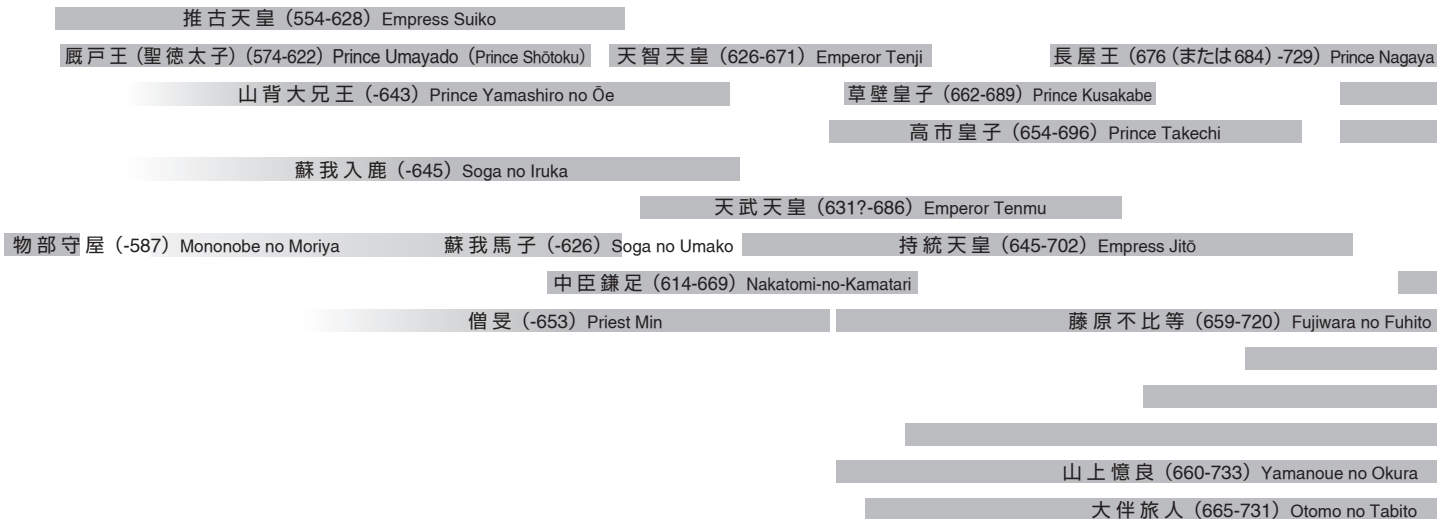 推古天皇（554-628）Empress Suiko
厩戸王（聖徳太子）（574-622）Prince Umayado（Prince Shōtoku） 天智天皇（626-671）Emperor Tenji 長屋王（676（または684）-729）Prince Nagaya
山背大兄王（-643）Prince Yamashiro no Ōe 草壁皇子（662-689）Prince Kusakabe
高市皇子（654-696）Prince Takechi
蘇我入鹿（-645）Soga no Iruka
天武天皇（631?-686）Emperor Tenmu
物部守屋（-587）Mononobe no Moriya 蘇我馬子（-626）Soga no Umako 持統天皇（645-702）Empress Jitō
中臣鎌足（614-669）Nakatomi-no-Kamatari
僧旻（-653）Priest Min 藤原不比等（659-720）Fujiwara no Fuhito
山上憶良（660-733）Yamanoue no Okura
大伴旅人（665-731）Otomo no Tabito